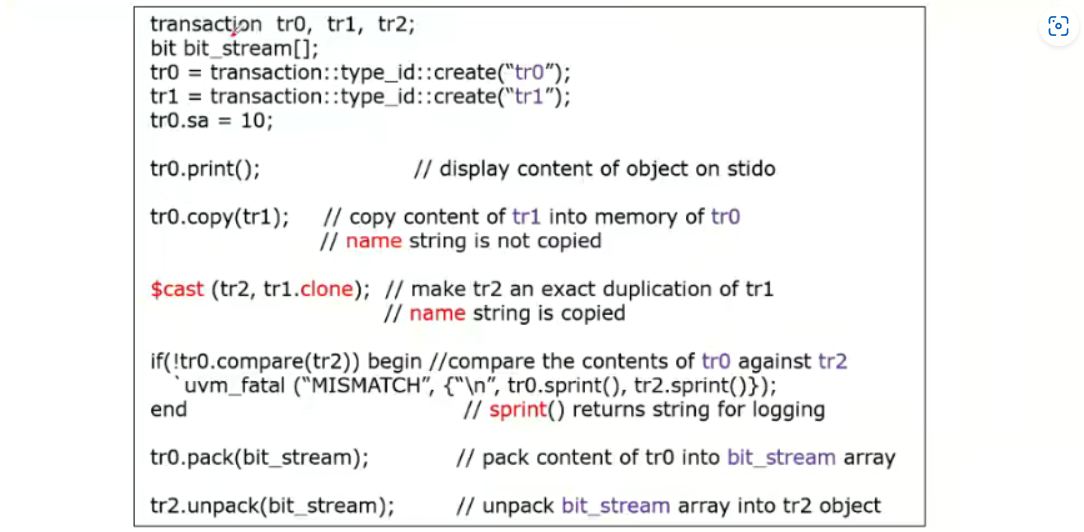 transaction tr0, tr1, tr2;
bit bit_stream[];
tr0 = transaction::type_id::create(“tr0”);
tr1 = transaction::type_id::create(“tr1”);
tr0.sa = 10;
tr0.print(); // display content of object on stido
tr0.copy(tr1); // copy content of tr1 into memory of tr0
// name string is not copied
$cast (tr2, tr1.clone); // make tr2 an exact duplication of tr1
// name string is copied
if(!tr0.compare(tr2)) begin //compare the contents of tr0 against tr2
`uvm_fatal (“MISMATCH”, {“\n”, tr0.sprint(), tr2.sprint()});
end // sprint() returns string for logging
tr0.pack(bit_stream); // pack content of tr0 into bit_stream array
tr2.unpack(bit_stream); // unpack bit_stream array into tr2 object